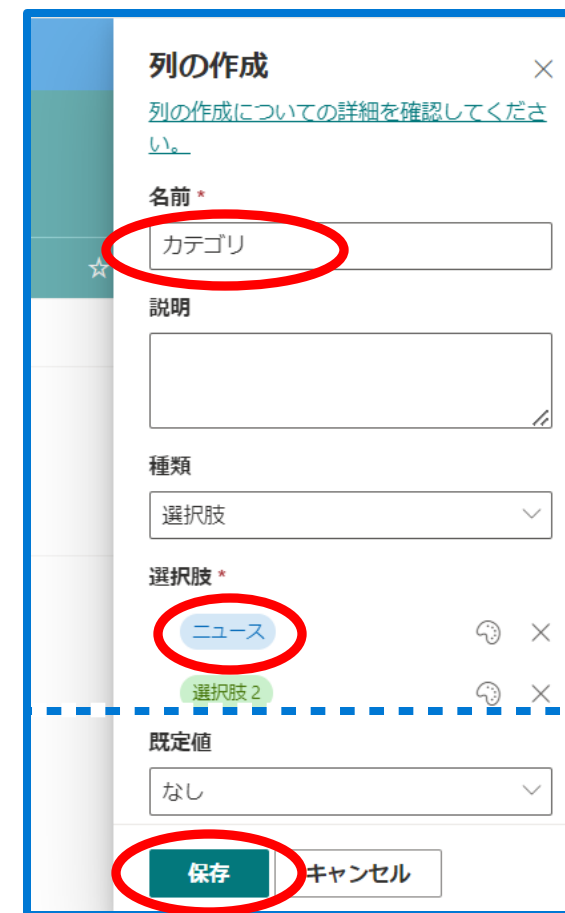 列の作成
列の作成についての詳細を確認してくださ
い。
名前 *
カテゴリ
説明
種類
選択肢
選択肢 *
ニュース
選択肢 2
既定値
なし
保存
キャンセル